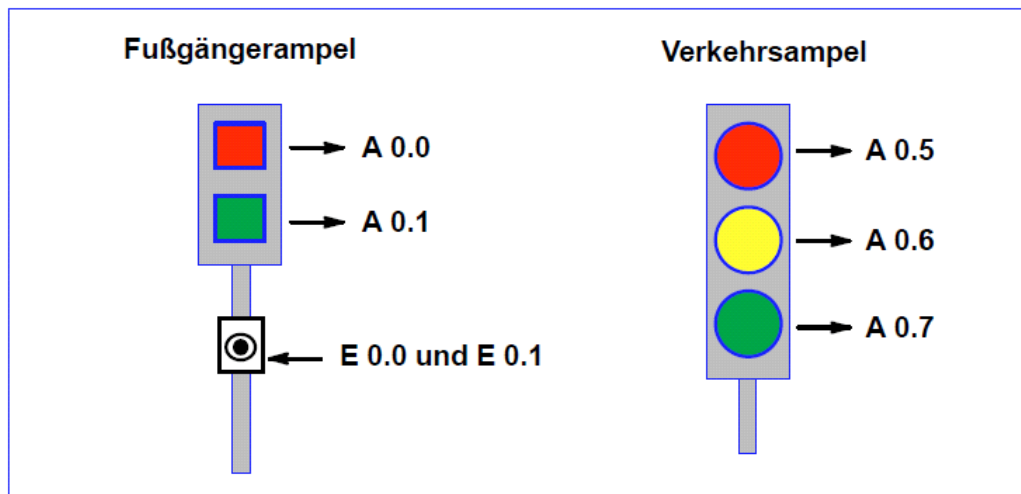 Fußgängerampel
Verkehrsampel
A 0.0
A 0.1
E 0.0 und E 0.1
A 0.5
A 0.6
A 0.7